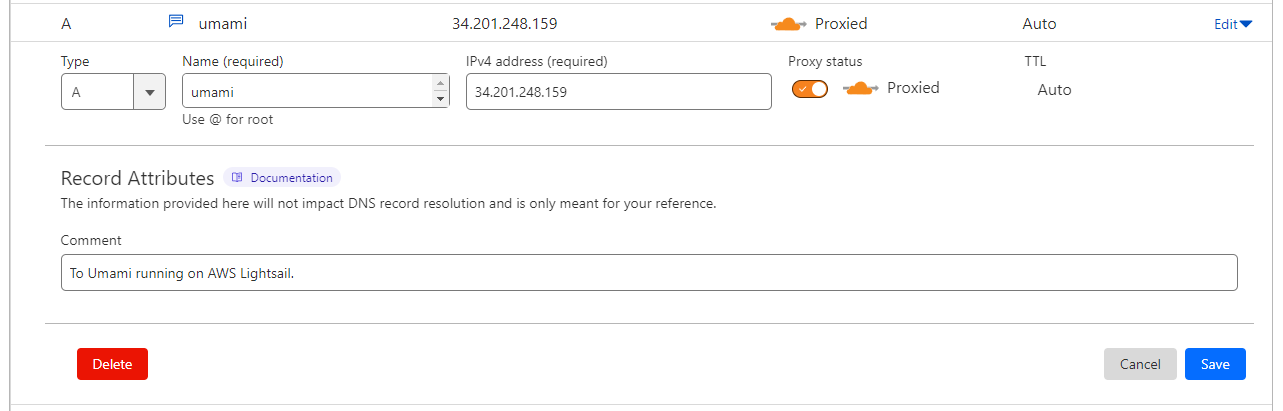 A umami 34.201.248.159 Proxied Auto Edit
Type Name (required) IPv4 address (required) Proxy status TTL
A umami 34.201.248.159 Proxied Auto
Use @ for root
Record Attributes Documentation
The information provided here will not impact DNS record resolution and is only meant for your reference.
Comment
To Umami running on AWS Lightsail.
Delete Cancel Save